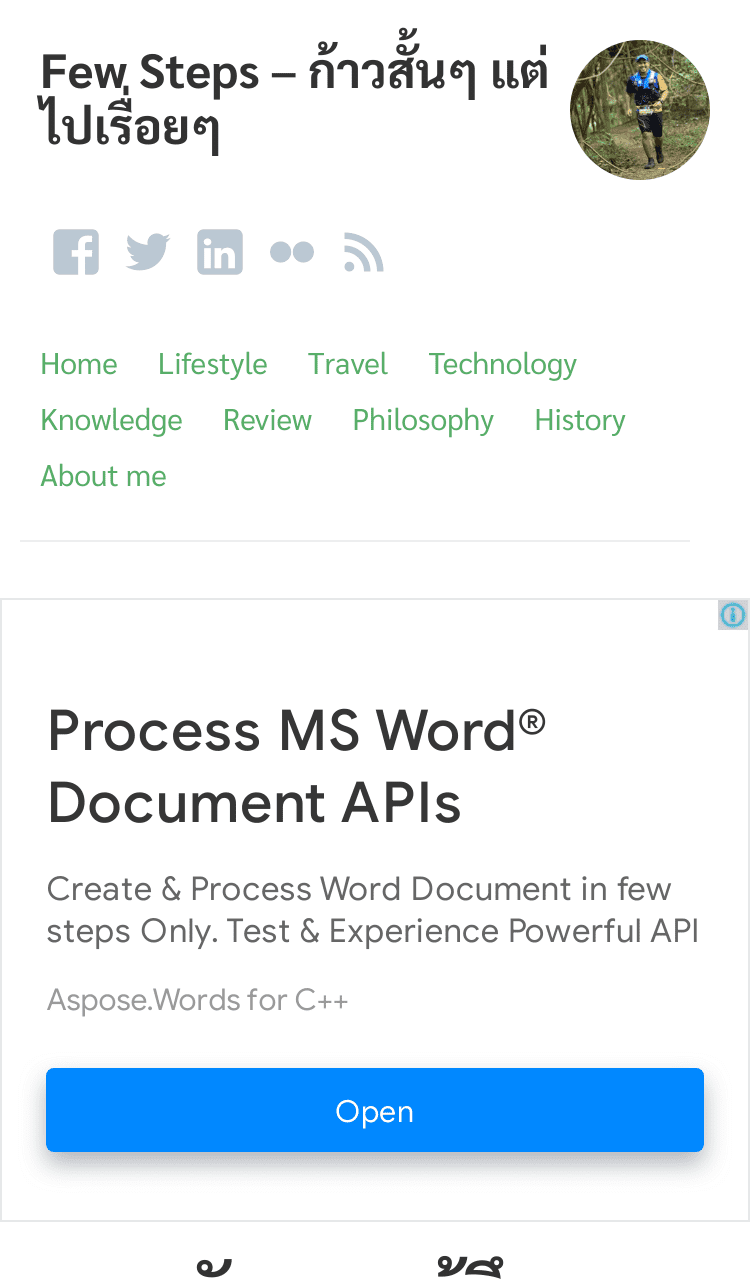 Few Steps – ก้าวสั้นๆ แต่
ไปเรื่อยๆ
Home Lifestyle Travel Technology
Knowledge Review Philosophy History
About me
Process MS Word®
Document APIs
Create & Process Word Document in few
steps Only. Test & Experience Powerful API
Aspose.Words for C++
Open